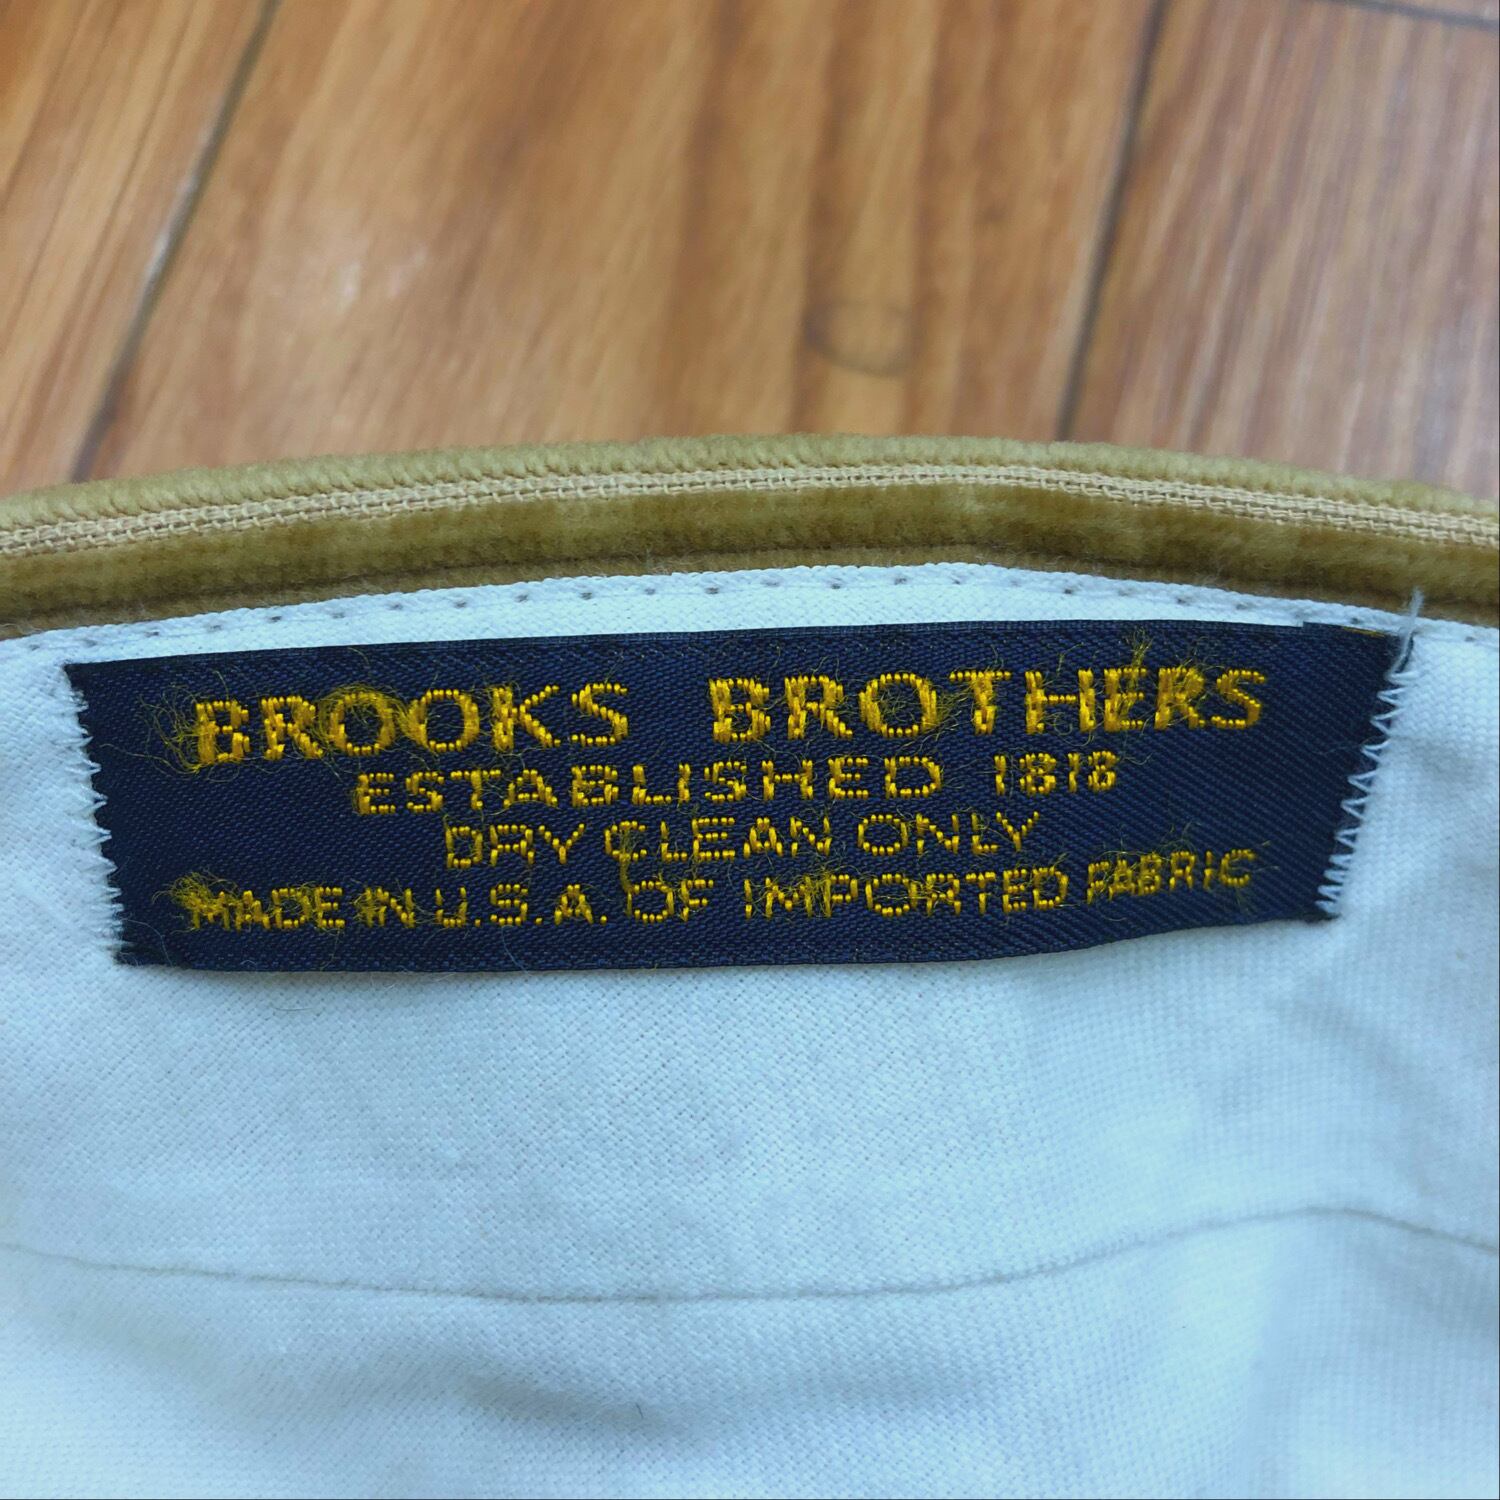 BROOKS BROTHERS
ESTABLISHED 1818
DRY CLEAN ONLY
MADE IN U.S.A. OF IMPORTED FABRIC